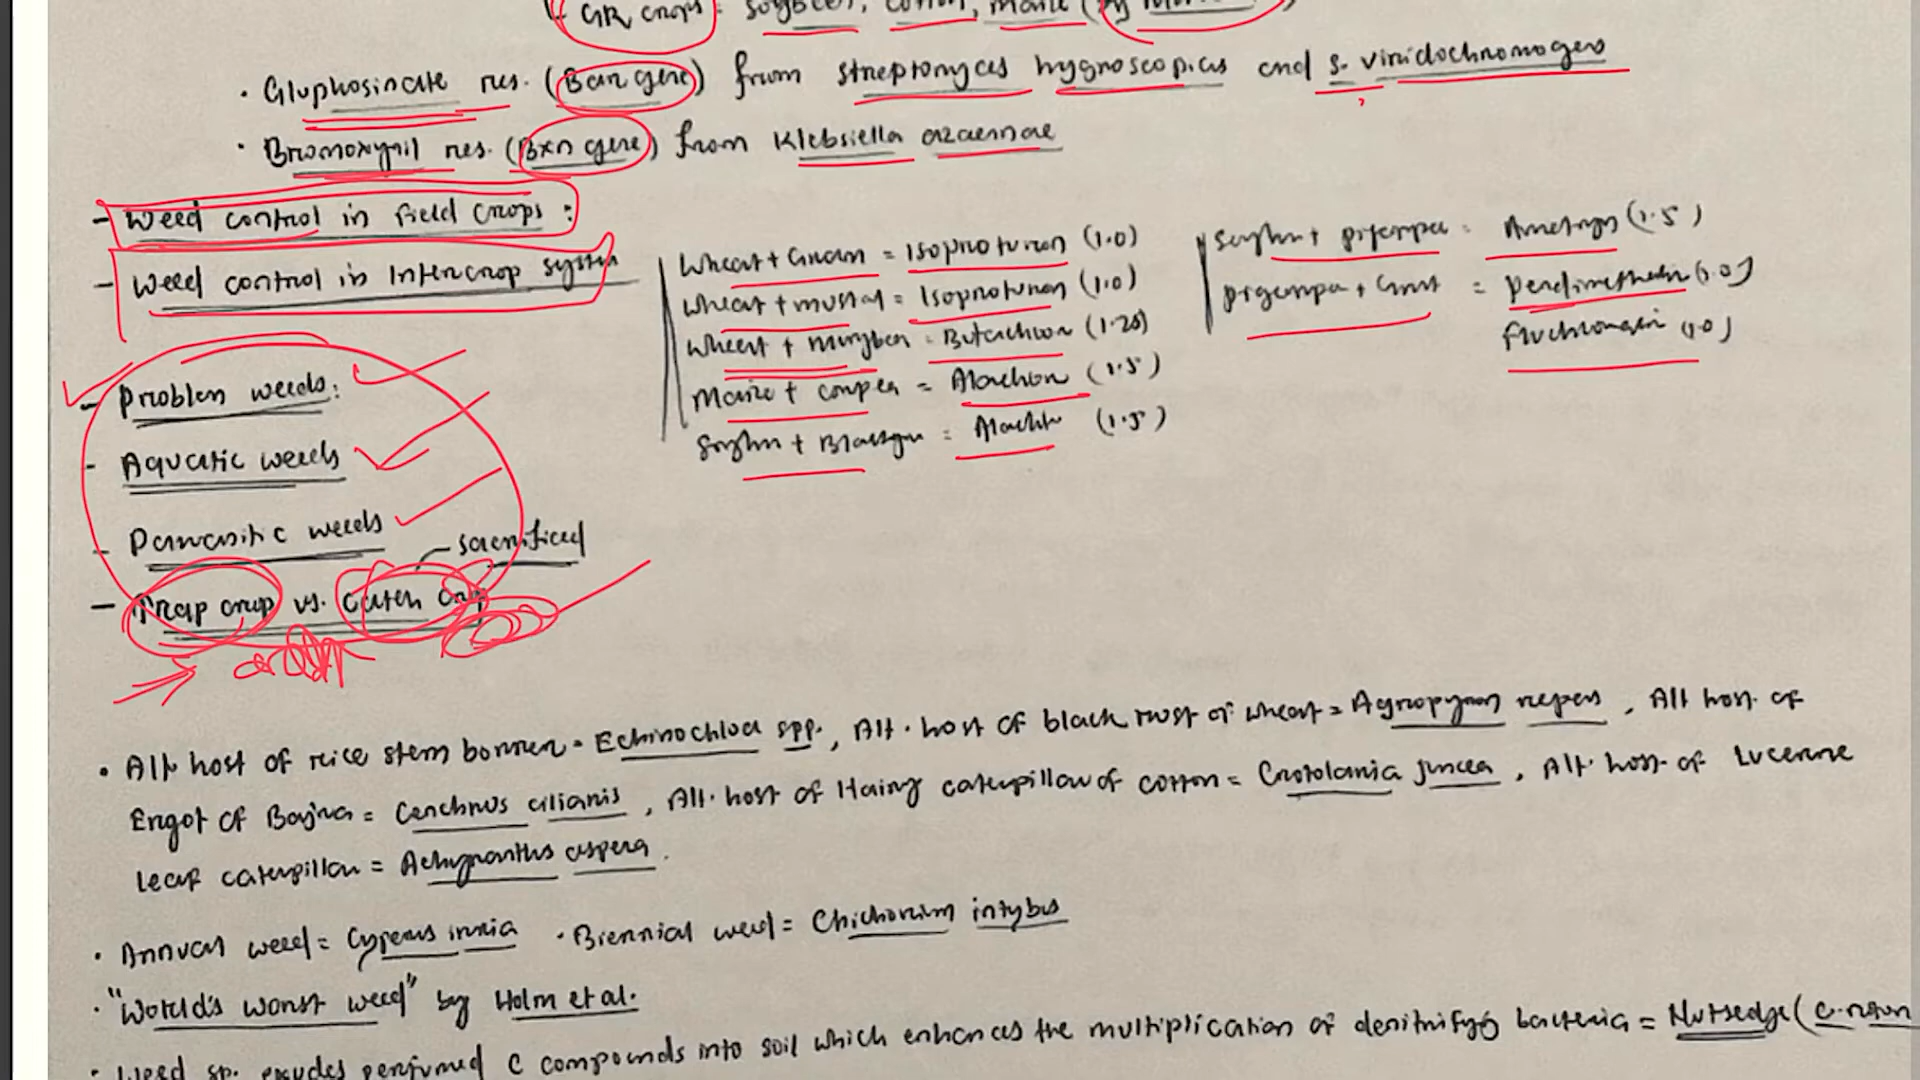 GR crops: soybean, cotton, maize (by
· Gluphosinate res. (Bar gene) from streptomyces hygroscopicus and s. viridochromogens
· Bromoxynil res. (Bxn gene) from Klebsiella azaenae
- Weed control in field crops :
- Weed control in Intercrop system
Wheat + Gram = Isoproturon (1.0)
Wheat + mustard = Isoproturon (1.0)
Wheat + mungbean = Butachlor (1.25)
Maize + cowpea = Alachlor (1.5)
Sorghum + Blackgram = Alachlor (1.5)
Sorghum + pigeonpea = Ametryn (1.5)
pigeonpea + Gnut = pendimethalin (1.0)
fluchloralin (1.0)
- Problem weeds :
- Aquatic weeds
- Parasitic weeds
sacrificed
- Trap crop vs. catch crop
· Alt. host of rice stem borer = Echinochloa spp., Alt. host of black rust of wheat = Agropyron repens, Alt host. of
Ergot of Bajra = Cenchrus ciliaris, Alt. host of Hairy caterpillar of cotton = Crotolaria juncea, Alt. host. of Lucerne
leaf caterpillar = Achyranthus aspera.
· Annual weed = Cyperus inria · Biennial weed = Chichorium intybus
· "World's worst weed" by Holm et al.
· Weed sp. exudes perfumed C compounds into soil which enhances the multiplication of denitrifyg bacteria = Nutsedge (